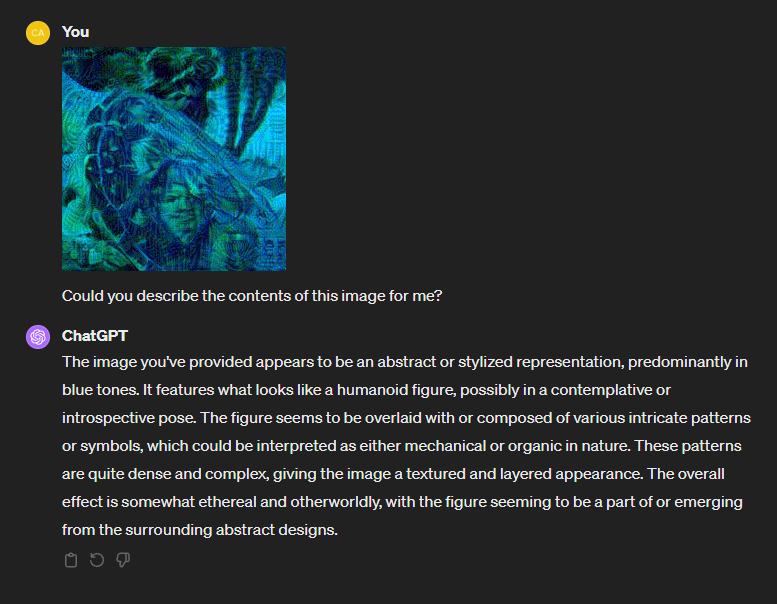 CA
You
Could you describe the contents of this image for me?
ChatGPT
The image you've provided appears to be an abstract or stylized representation, predominantly in
blue tones. It features what looks like a humanoid figure, possibly in a contemplative or
introspective pose. The figure seems to be overlaid with or composed of various intricate patterns
or symbols, which could be interpreted as either mechanical or organic in nature. These patterns
are quite dense and complex, giving the image a textured and layered appearance. The overall
effect is somewhat ethereal and otherworldly, with the figure seeming to be a part of or emerging
from the surrounding abstract designs.